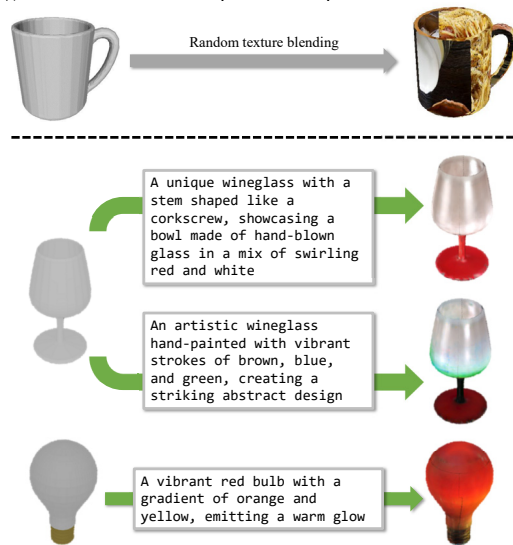 Random texture blending
A unique wineglass with a
stem shaped like a
corkscrew, showcasing a
bowl made of hand-blown
glass in a mix of swirling
red and white
An artistic wineglass
hand-painted with vibrant
strokes of brown, blue,
and green, creating a
striking abstract design
A vibrant red bulb with a
gradient of orange and
yellow, emitting a warm glow